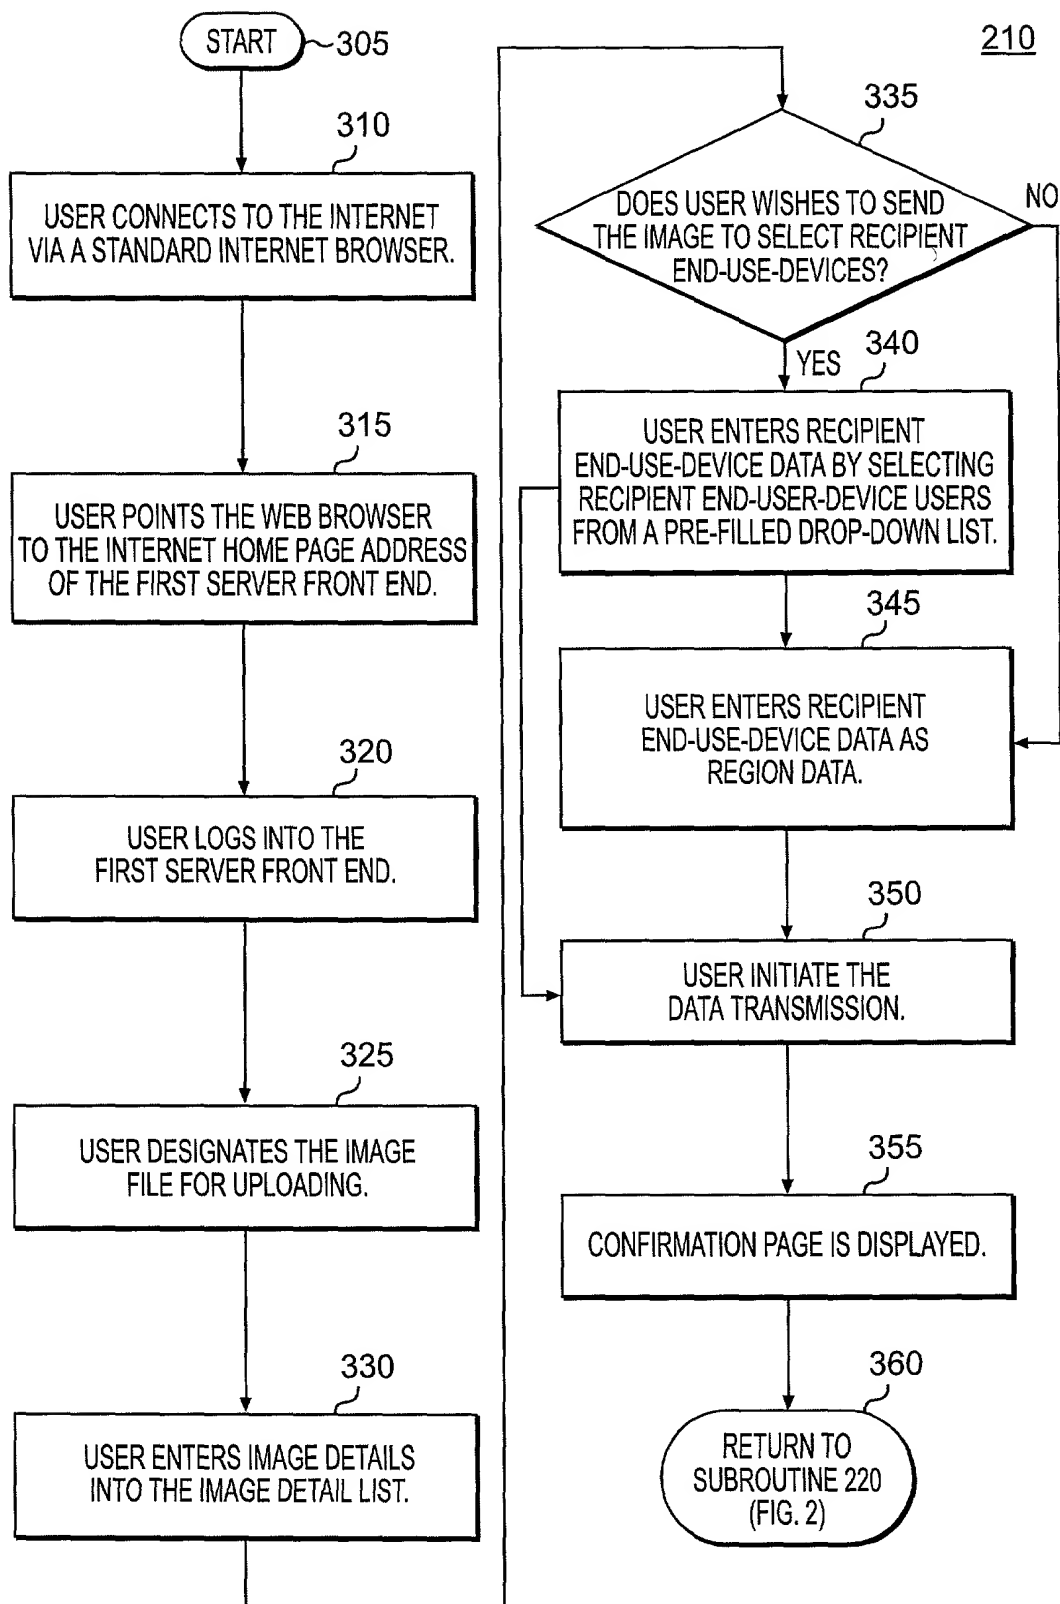 START
305
210
310
USER CONNECTS TO THE INTERNET
VIA A STANDARD INTERNET BROWSER.
315
USER POINTS THE WEB BROWSER
TO THE INTERNET HOME PAGE ADDRESS
OF THE FIRST SERVER FRONT END.
320
USER LOGS INTO THE
FIRST SERVER FRONT END.
325
USER DESIGNATES THE IMAGE
FILE FOR UPLOADING.
330
USER ENTERS IMAGE DETAILS
INTO THE IMAGE DETAIL LIST.
335
DOES USER WISHES TO SEND
THE IMAGE TO SELECT RECIPIENT
END-USE-DEVICES?
NO
YES
340
USER ENTERS RECIPIENT
END-USE-DEVICE DATA BY SELECTING
RECIPIENT END-USER-DEVICE USERS
FROM A PRE-FILLED DROP-DOWN LIST.
345
USER ENTERS RECIPIENT
END-USE-DEVICE DATA AS
REGION DATA.
350
USER INITIATE THE
DATA TRANSMISSION.
355
CONFIRMATION PAGE IS DISPLAYED.
360
RETURN TO
SUBROUTINE 220
(FIG. 2)